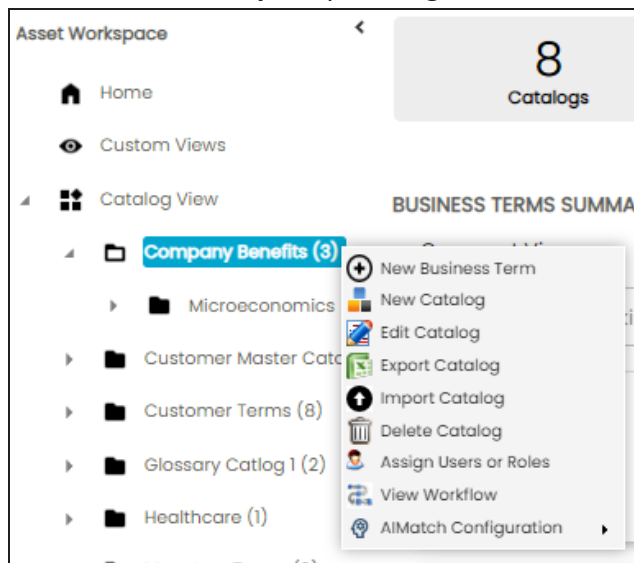 Asset Workspace
8
Catalogs
Home
Custom Views
Catalog View
BUSINESS TERMS SUMMA
Company Benefits (3)
New Business Term
Microeconomics
New Catalog
Edit Catalog
Customer Master Catc
Export Catalog
Import Catalog
Customer Terms (8)
Delete Catalog
Glossary Catlog 1 (2)
Assign Users or Roles
View Workflow
Healthcare (1)
AIMatch Configuration